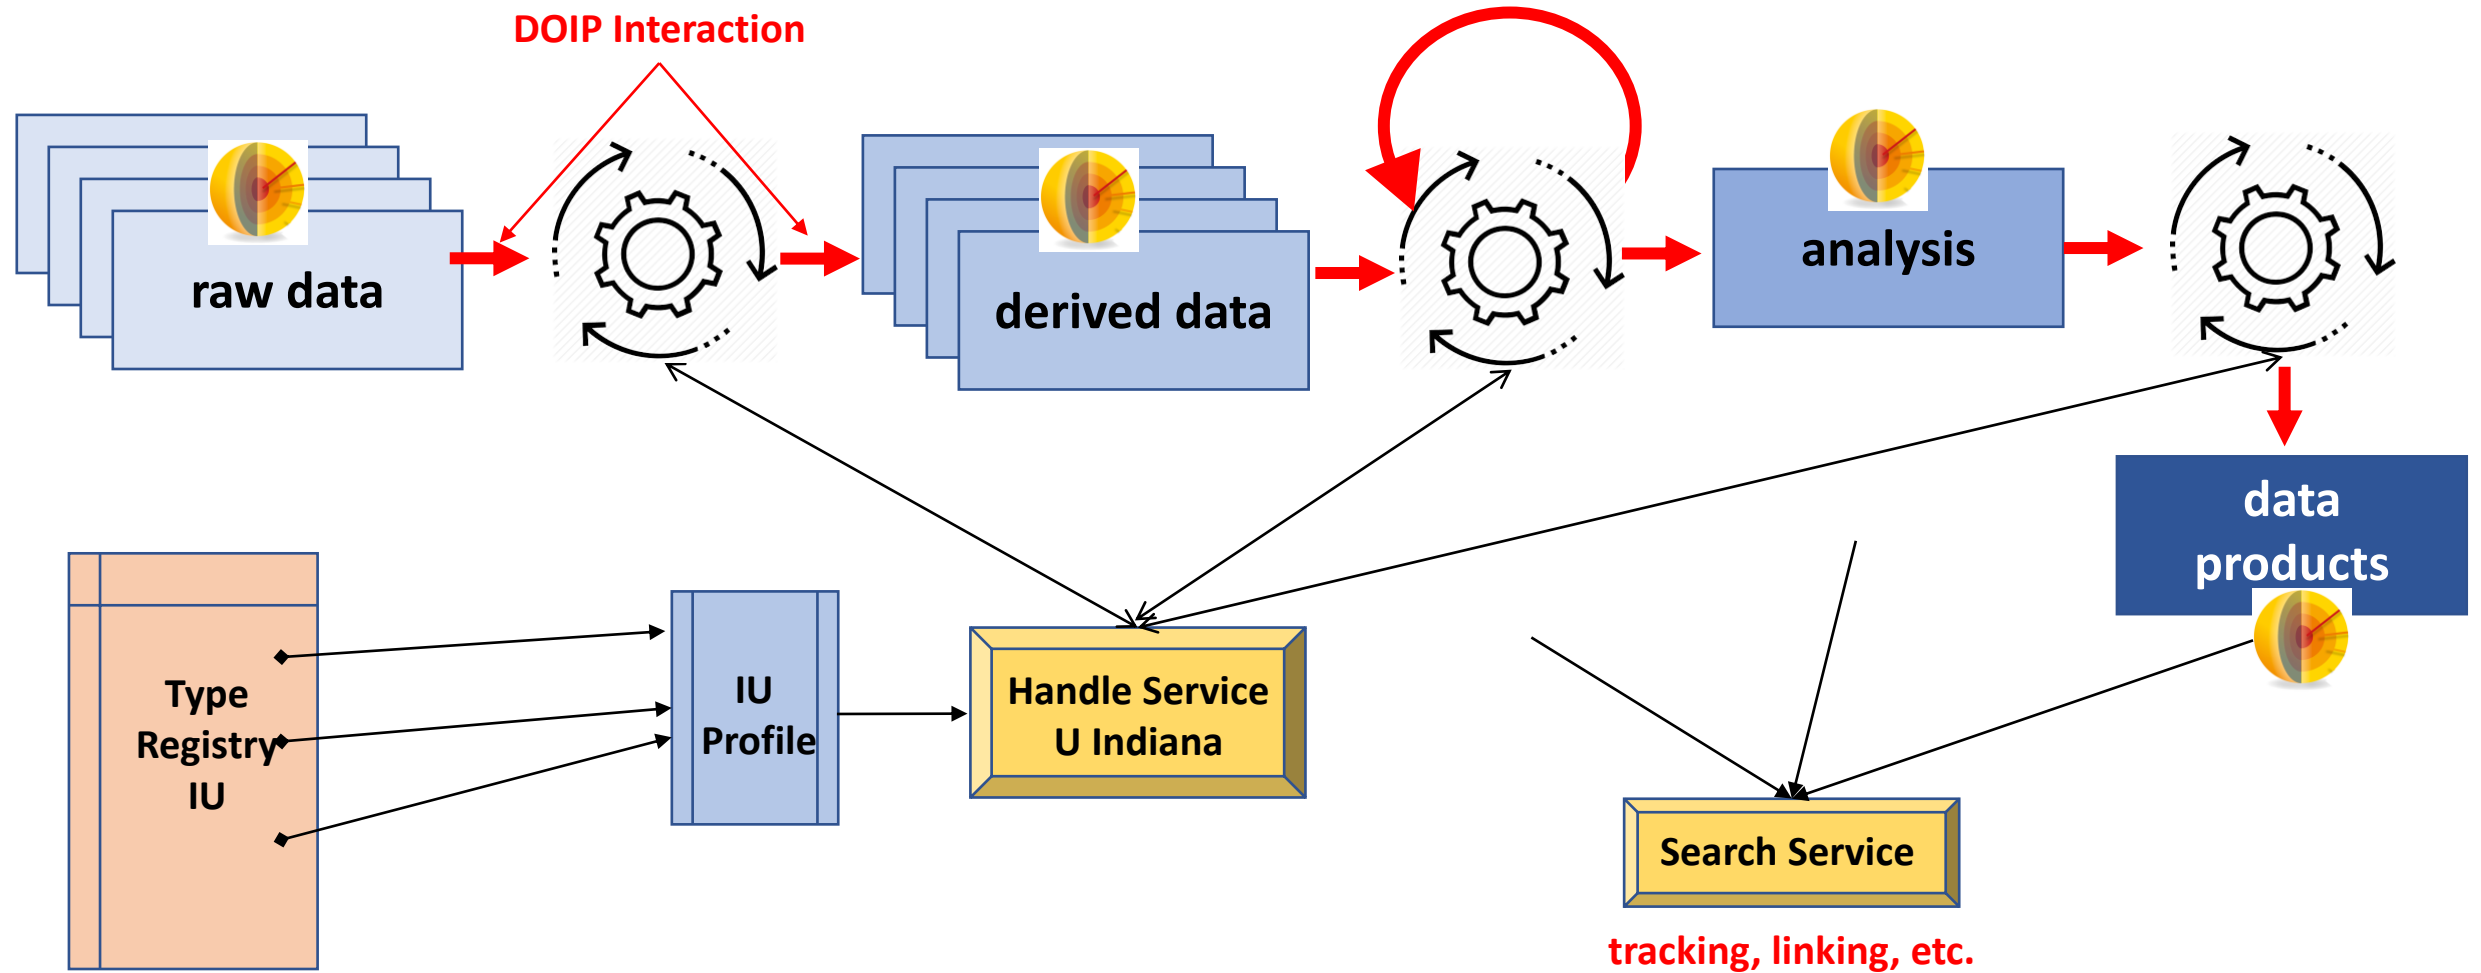 DOIP Interaction
raw data
derived data
analysis
data
products
Type
Registry
IU
IU
Profile
Handle Service
U Indiana
Search Service
tracking, linking, etc.